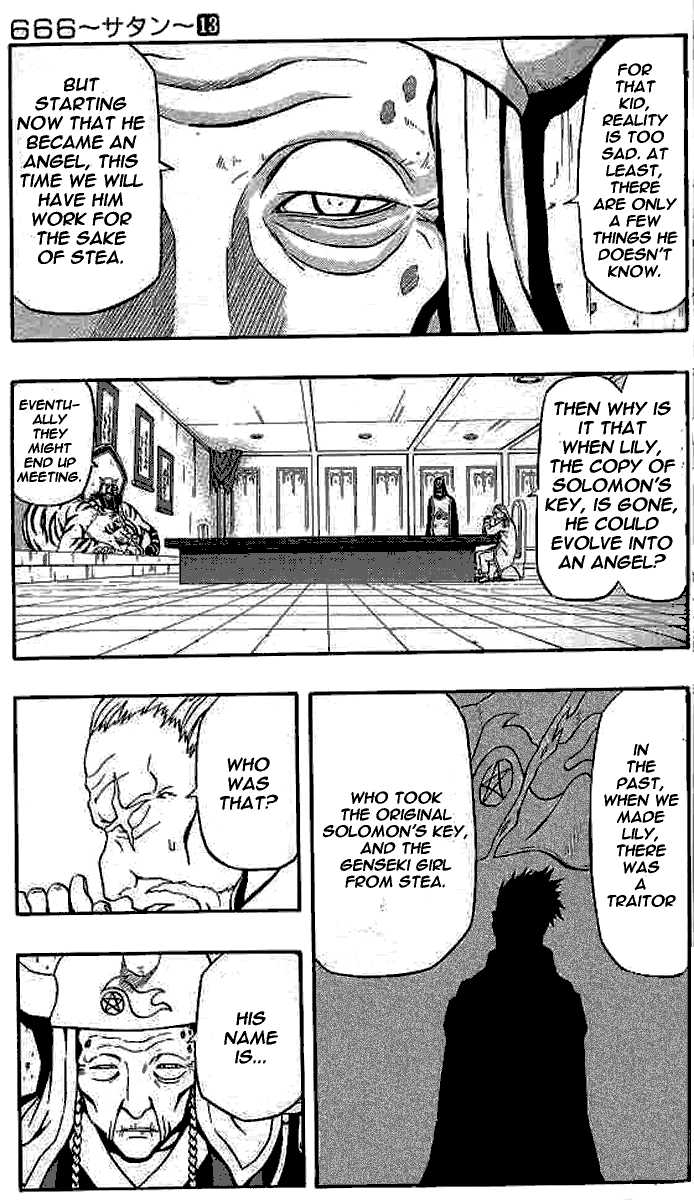 666～サタン～13
FOR
THAT
KID,
REALITY
IS TOO
SAD. AT
LEAST,
THERE
ARE ONLY
A FEW
THINGS HE
DOESN'T
KNOW.
BUT
STARTING
NOW THAT HE
BECAME AN
ANGEL, THIS
TIME WE WILL
HAVE HIM
WORK FOR
THE SAKE
OF STEA.
THEN WHY IS
IT THAT
WHEN LILY,
THE COPY OF
SOLOMON'S
KEY, IS GONE,
HE COULD
EVOLVE INTO
AN ANGEL?
EVENTU-
ALLY
THEY
MIGHT
END UP
MEETING.
IN
THE
PAST,
WHEN WE
MADE
LILY,
THERE
WAS
A
TRAITOR
WHO TOOK
THE ORIGINAL
SOLOMON'S KEY,
AND THE
GENSEKI GIRL
FROM STEA.
WHO
WAS
THAT?
HIS
NAME
IS...